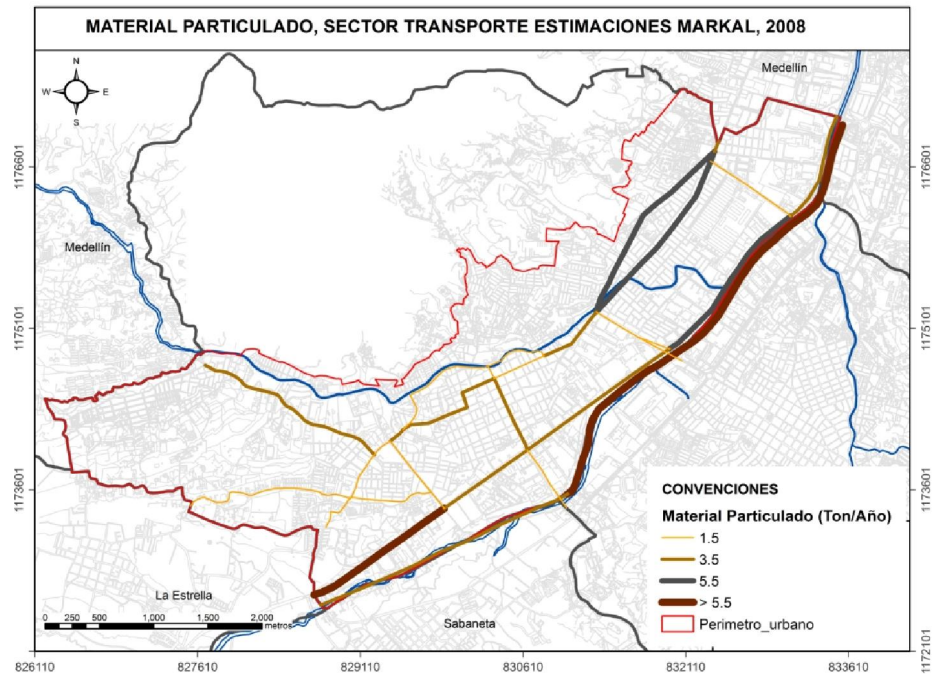 MATERIAL PARTICULADO, SECTOR TRANSPORTE ESTIMACIONES MARKAL, 2008
N
W E
S
Medellín
Medellín
1176601
1176601
1175101
1175101
1173601
1173601
1172101
CONVENCIONES
Material Particulado (Ton/Año)
1.5
3.5
5.5
> 5.5
Perimetro_urbano
La Estrella
Sabaneta
0 250 500 1,000 1,500 2,000
metros
826110 827610 829110 830610 832110 833610